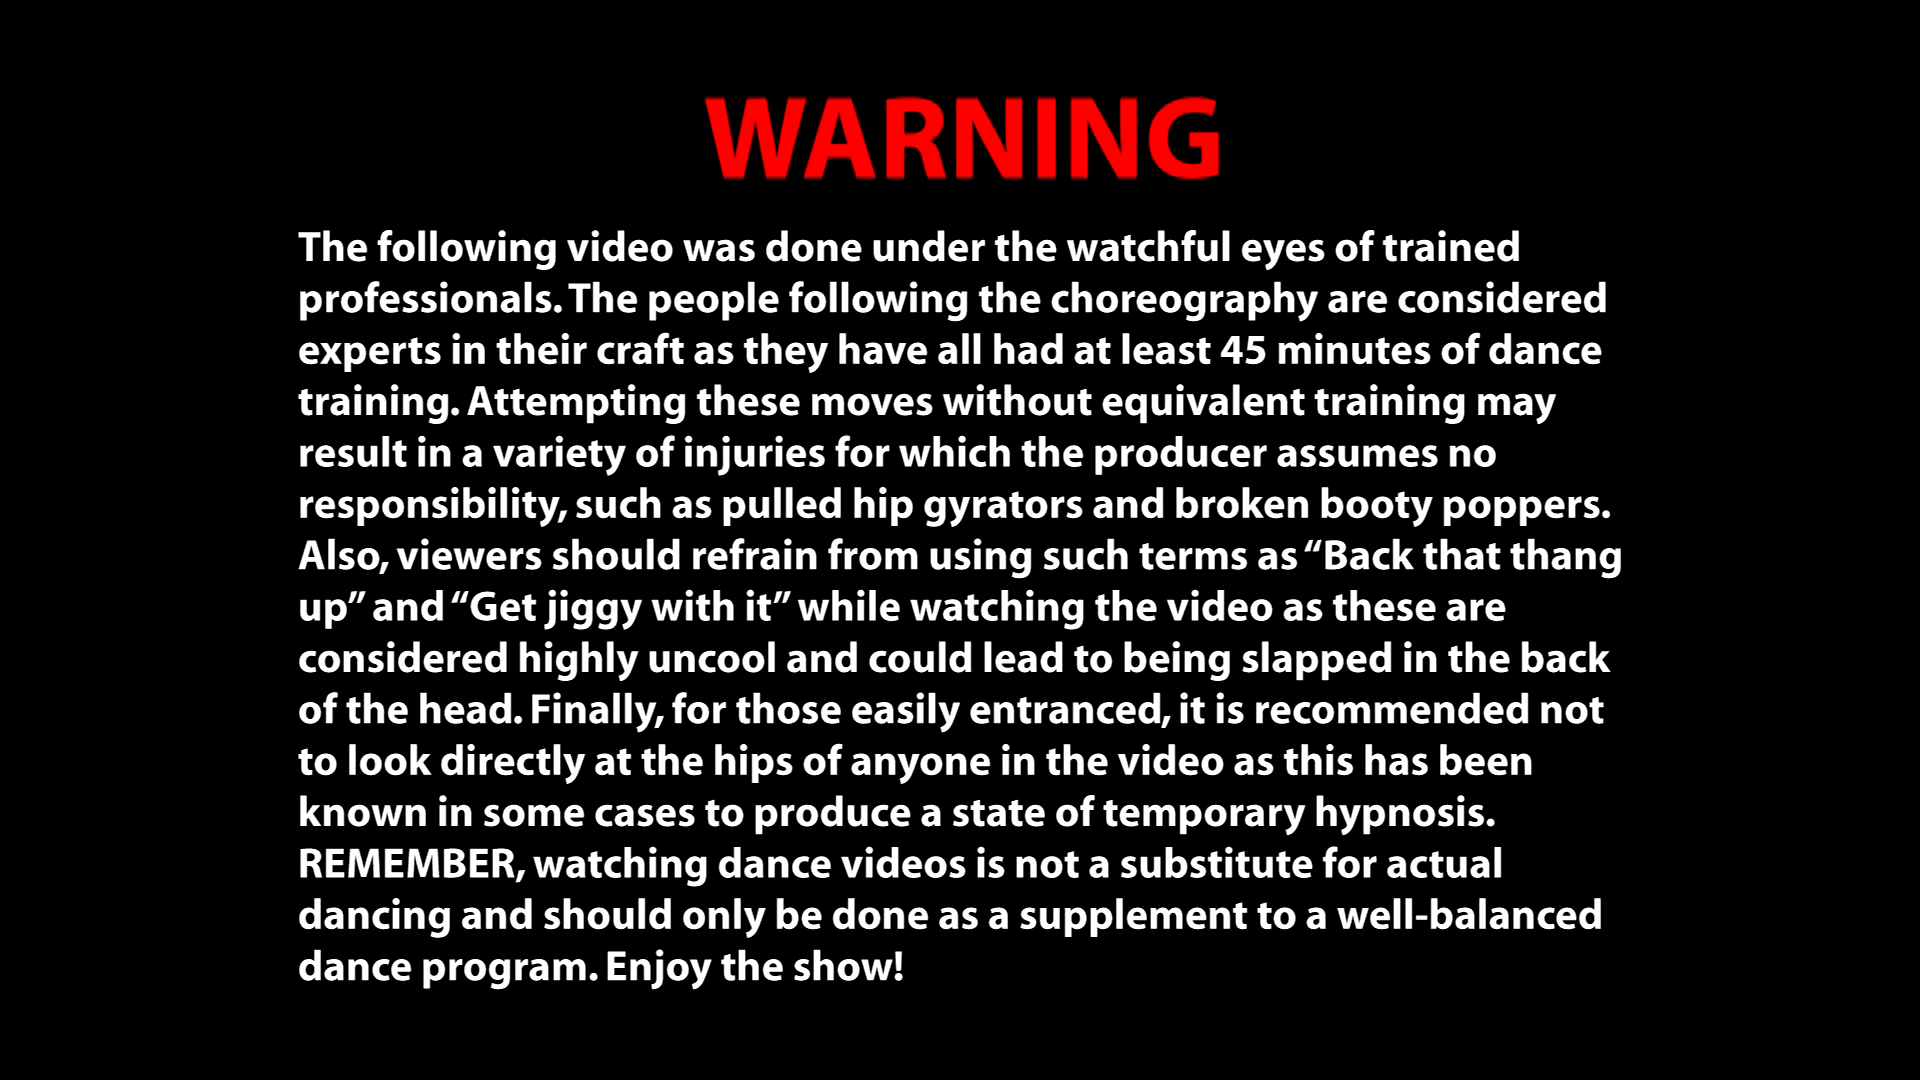 WARNING
The following video was done under the watchful eyes of trained
professionals. The people following the choreography are considered
experts in their craft as they have all had at least 45 minutes of dance
training. Attempting these moves without equivalent training may
result in a variety of injuries for which the producer assumes no
responsibility, such as pulled hip gyrators and broken booty poppers.
Also, viewers should refrain from using such terms as “Back that thang
up” and “Get jiggy with it” while watching the video as these are
considered highly uncool and could lead to being slapped in the back
of the head. Finally, for those easily entranced, it is recommended not
to look directly at the hips of anyone in the video as this has been
known in some cases to produce a state of temporary hypnosis.
REMEMBER, watching dance videos is not a substitute for actual
dancing and should only be done as a supplement to a well-balanced
dance program. Enjoy the show!